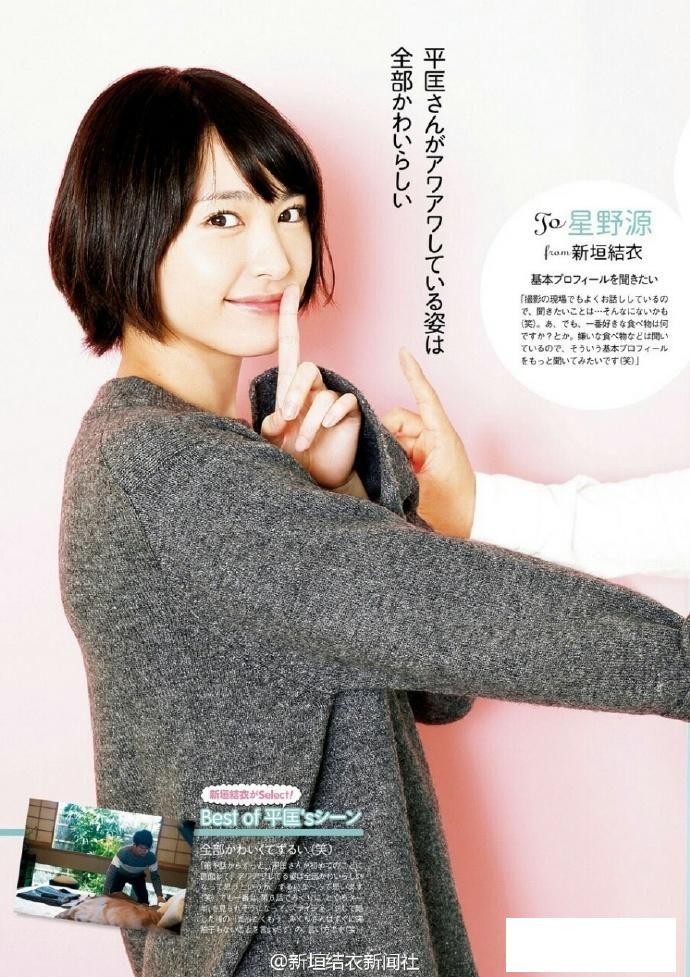 平匡さんがアワアワしている姿は
全部かわいらしい
To 星野源
from 新垣結衣
基本プロフィールを聞きたい
「撮影の現場でもよくお話ししているの
で、聞きたいことは…そんなにないかも
(笑)。あ、でも、一番好きな食べ物は何
ですか?とか。嫌いな食べ物などは聞い
ているので、そういう基本プロフィール
をもっと聞いてみたいです(笑)」
新垣結衣がSelect!
Best of 平匡'sシーン
全部かわいくてずるい(笑)
@新垣结衣新闻社